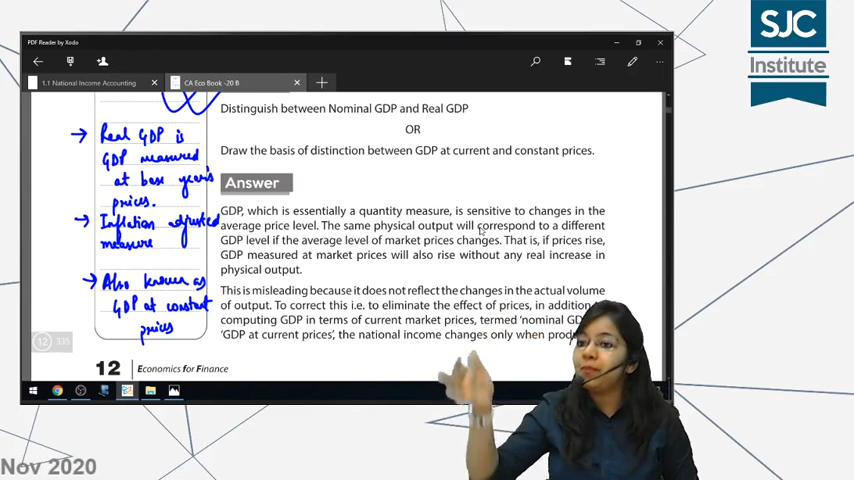 PDF Reader by Xodo
SJC
Institute
1.1 National Income Accounting
CA Eco Book -20 B
Distinguish between Nominal GDP and Real GDP
OR
Draw the basis of distinction between GDP at current and constant prices.
Answer
GDP, which is essentially a quantity measure, is sensitive to changes in the
average price level. The same physical output will correspond to a different
GDP level if the average level of market prices changes. That is, if prices rise,
GDP measured at market prices will also rise without any real increase in
physical output.
This is misleading because it does not reflect the changes in the actual volume
of output. To correct this i.e. to eliminate the effect of prices, in addition
computing GDP in terms of current market prices, termed 'nominal
'GDP at current prices', the national income changes only when
→ Real GDP is
GDP measured
at base year's
prices.
→ Inflation adjusted
measure
→ Also known as
GDP at constant
prices
12 335
12 Economics for Finance
Nov 2020